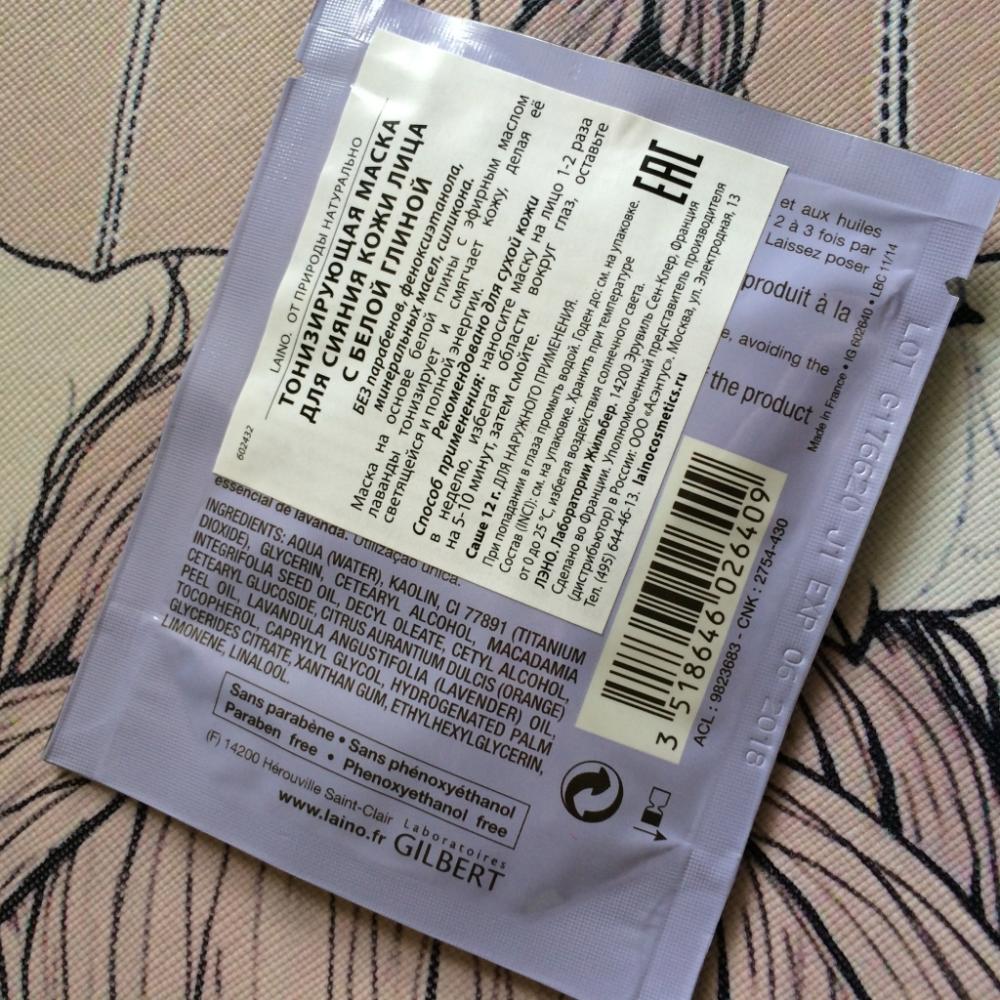 LAINO. ОТ ПРИРОДЫ НАТУРАЛЬНО
ТОНИЗИРУЮЩАЯ МАСКА
ДЛЯ СИЯНИЯ КОЖИ ЛИЦА
С БЕЛОЙ ГЛИНОЙ
БЕЗ парабенов, феноксиэтанола,
минеральных масел, силикона.
Маска на основе белой глины с эфирным маслом
лаванды тонизирует и смягчает кожу, делая её
светящейся и полной энергии.
Рекомендовано для сухой кожи
Способ применения: наносите маску на лицо 1-2 раза
в неделю, избегая области вокруг глаз, оставьте
на 5-10 минут, затем смойте.
Саше 12 г. ДЛЯ НАРУЖНОГО ПРИМЕНЕНИЯ.
При попадании в глаза промыть водой. Годен до: см. на упаковке.
Состав (INCI): см. на упаковке. Хранить при температуре
от 0 до 25 °C, избегая воздействия солнечного света.
ЛЭНО. Лаборатории Жильбер, 14200 Эрувиль Сен-Клер, Франция
Сделано во Франции. Уполномоченный представитель производителя
(дистрибьютор) в России: ООО «Асэнтус», Москва, ул. Электродная, 13
Тел. (495) 644-46-13. lainocosmetics.ru
602432
EAC
et aux huiles
2 à 3 fois par
Laissez poser
produit à la
e, avoiding the
the product
Made in France • IG 602640 • LBC 11/14
LOT G176620 J1 EXP 06 2018
essencial de lavanda. Utilização única.
INGREDIENTS: AQUA (WATER), KAOLIN, CI 77891 (TITANIUM
DIOXIDE), GLYCERIN, CETEARYL ALCOHOL, MACADAMIA
INTEGRIFOLIA SEED OIL, DECYL OLEATE, CETYL ALCOHOL,
CETEARYL GLUCOSIDE, CITRUS AURANTIUM DULCIS (ORANGE)
PEEL OIL, LAVANDULA ANGUSTIFOLIA (LAVENDER) OIL,
TOCOPHEROL, CAPRYLYL GLYCOL, HYDROGENATED PALM
GLYCERIDES CITRATE, XANTHAN GUM, ETHYLHEXYLGLYCERIN,
LIMONENE, LINALOOL.
Sans parabène • Sans phénoxyéthanol
Paraben free • Phenoxyethanol free
(F) 14200 Hérouville Saint-Clair
www.laino.fr
Laboratoires
GILBERT
3 518646 026409
ACL : 9823683 - CNK : 2754-430